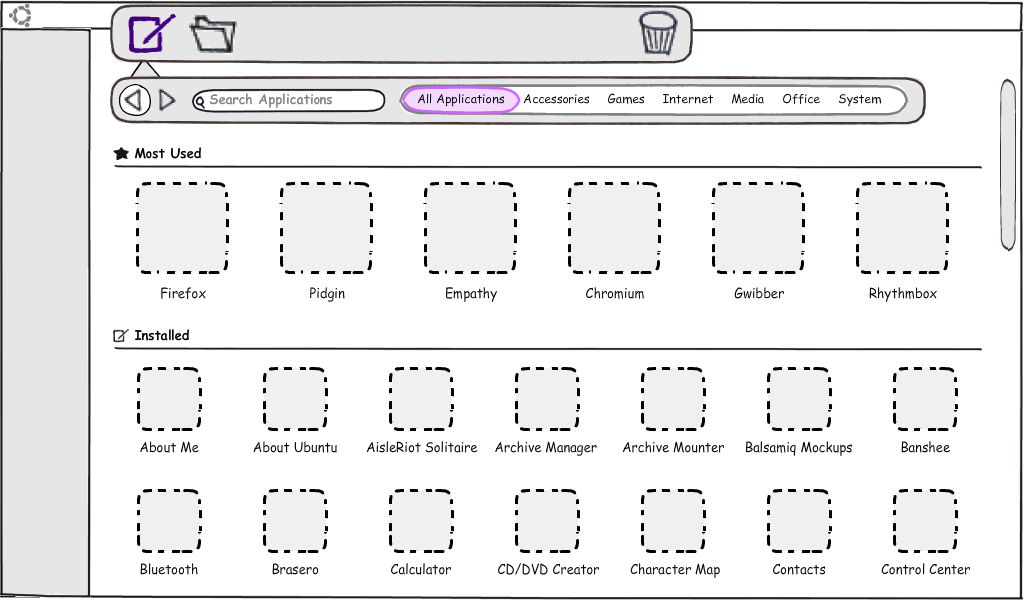 Search Applications All Applications Accessories Games Internet Media Office System
Most Used
Firefox Pidgin Empathy Chromium Gwibber Rhythmbox
Installed
About Me About Ubuntu AisleRiot Solitaire Archive Manager Archive Mounter Balsamiq Mockups Banshee
Bluetooth Brasero Calculator CD/DVD Creator Character Map Contacts Control Center